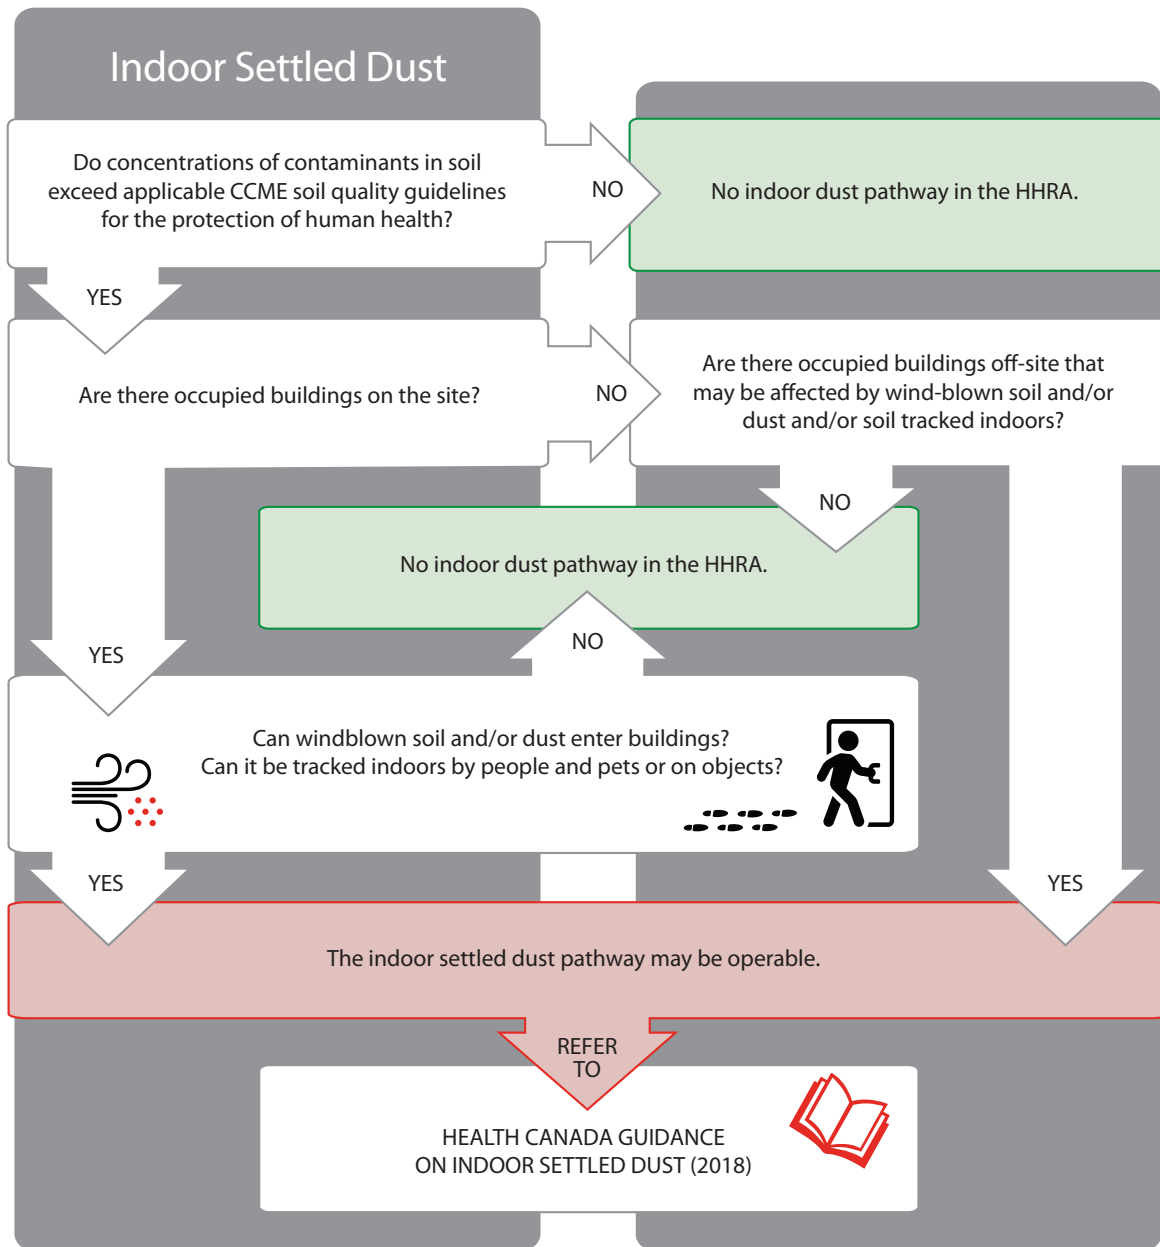 Indoor Settled Dust
Do concentrations of contaminants in soil
exceed applicable CCME soil quality guidelines
for the protection of human health?
NO
No indoor dust pathway in the HHRA.
YES
Are there occupied buildings on the site?
NO
Are there occupied buildings off-site that
may be affected by wind-blown soil and/or
dust and/or soil tracked indoors?
NO
No indoor dust pathway in the HHRA.
YES
NO
Can windblown soil and/or dust enter buildings?
Can it be tracked indoors by people and pets or on objects?
YES
YES
The indoor settled dust pathway may be operable.
REFER
TO
HEALTH CANADA GUIDANCE
ON INDOOR SETTLED DUST (2018)